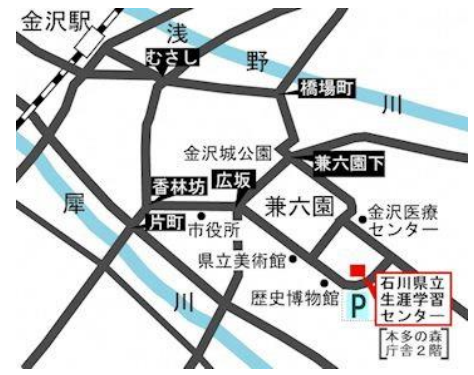 金沢駅
浅野川
むさし
橋場町
金沢城公園
兼六園下
香林坊
広坂
兼六園
金沢医療
センター
片町
市役所
犀川
県立美術館
歴史博物館
P
石川県立
生涯学習
センター
[本多の森
庁舎2階]